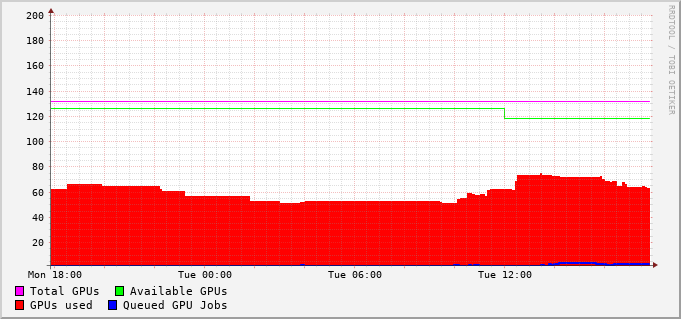 200
180
160
140
120
100
80
60
40
20
Mon 18:00 Tue 00:00 Tue 06:00 Tue 12:00
Total GPUs Available GPUs
GPUs used Queued GPU Jobs
RRDTOOL / TOBI OETIKER